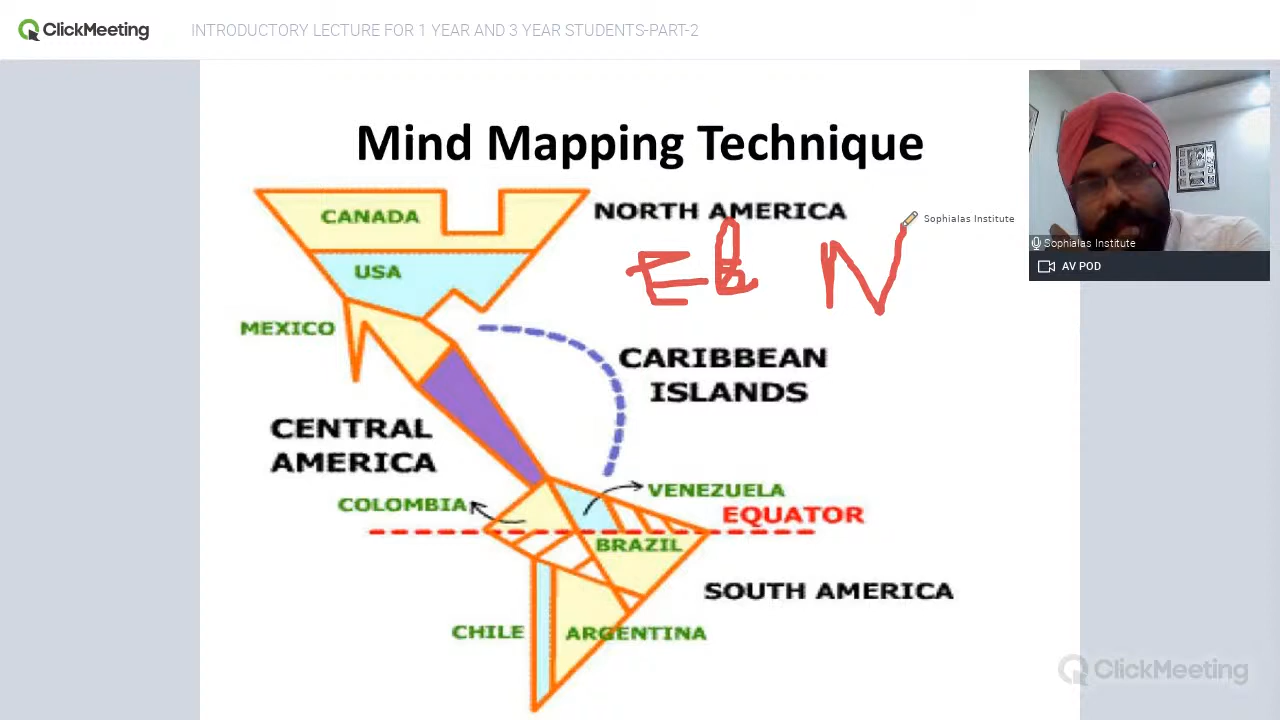 ClickMeeting
INTRODUCTORY LECTURE FOR 1 YEAR AND 3 YEAR STUDENTS-PART-2
Mind Mapping Technique
CANADA
NORTH AMERICA
Sophialas Institute
Sophialas Institute
AV POD
USA
N
MEXICO
CARIBBEAN
ISLANDS
CENTRAL
AMERICA
COLOMBIA
VENEZUELA
EQUATOR
BRAZIL
SOUTH AMERICA
CHILE
ARGENTINA
ClickMeeting